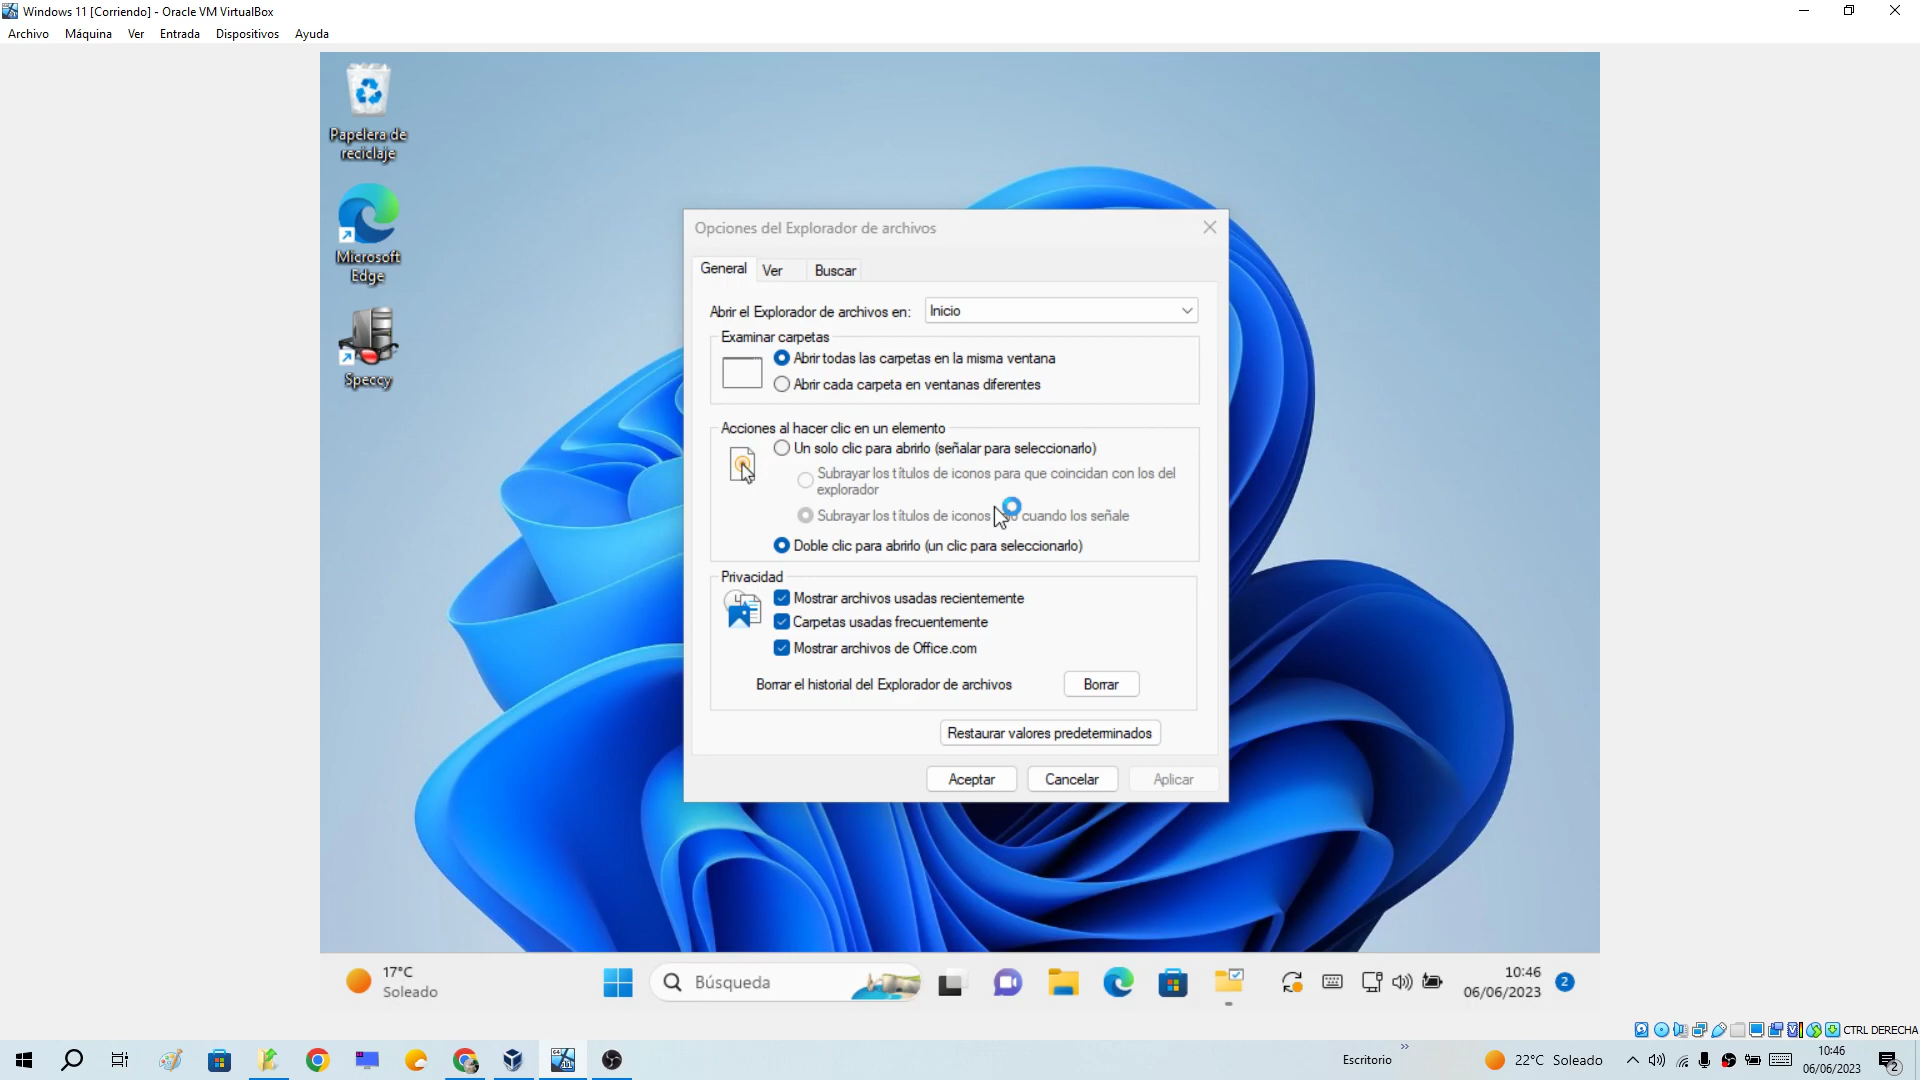 Windows 11 [Corriendo] - Oracle VM VirtualBox
Archivo Máquina Ver Entrada Dispositivos Ayuda
Papelera de
reciclaje
Microsoft
Edge
Speccy
Opciones del Explorador de archivos
General Ver Buscar
Abrir el Explorador de archivos en: Inicio
Examinar carpetas
Abrir todas las carpetas en la misma ventana
Abrir cada carpeta en ventanas diferentes
Acciones al hacer clic en un elemento
Un solo clic para abrirlo (señalar para seleccionarlo)
Subrayar los títulos de iconos para que coincidan con los del
explorador
Subrayar los títulos de iconos cuando los señale
Doble clic para abrirlo (un clic para seleccionarlo)
Privacidad
Mostrar archivos usadas recientemente
Carpetas usadas frecuentemente
Mostrar archivos de Office.com
Borrar el historial del Explorador de archivos Borrar
Restaurar valores predeterminados
Aceptar Cancelar Aplicar
17°C
Soleado
Búsqueda
10:46
06/06/2023
2
CTRL DERECHA
Escritorio
22°C Soleado
10:46
06/06/2023
2